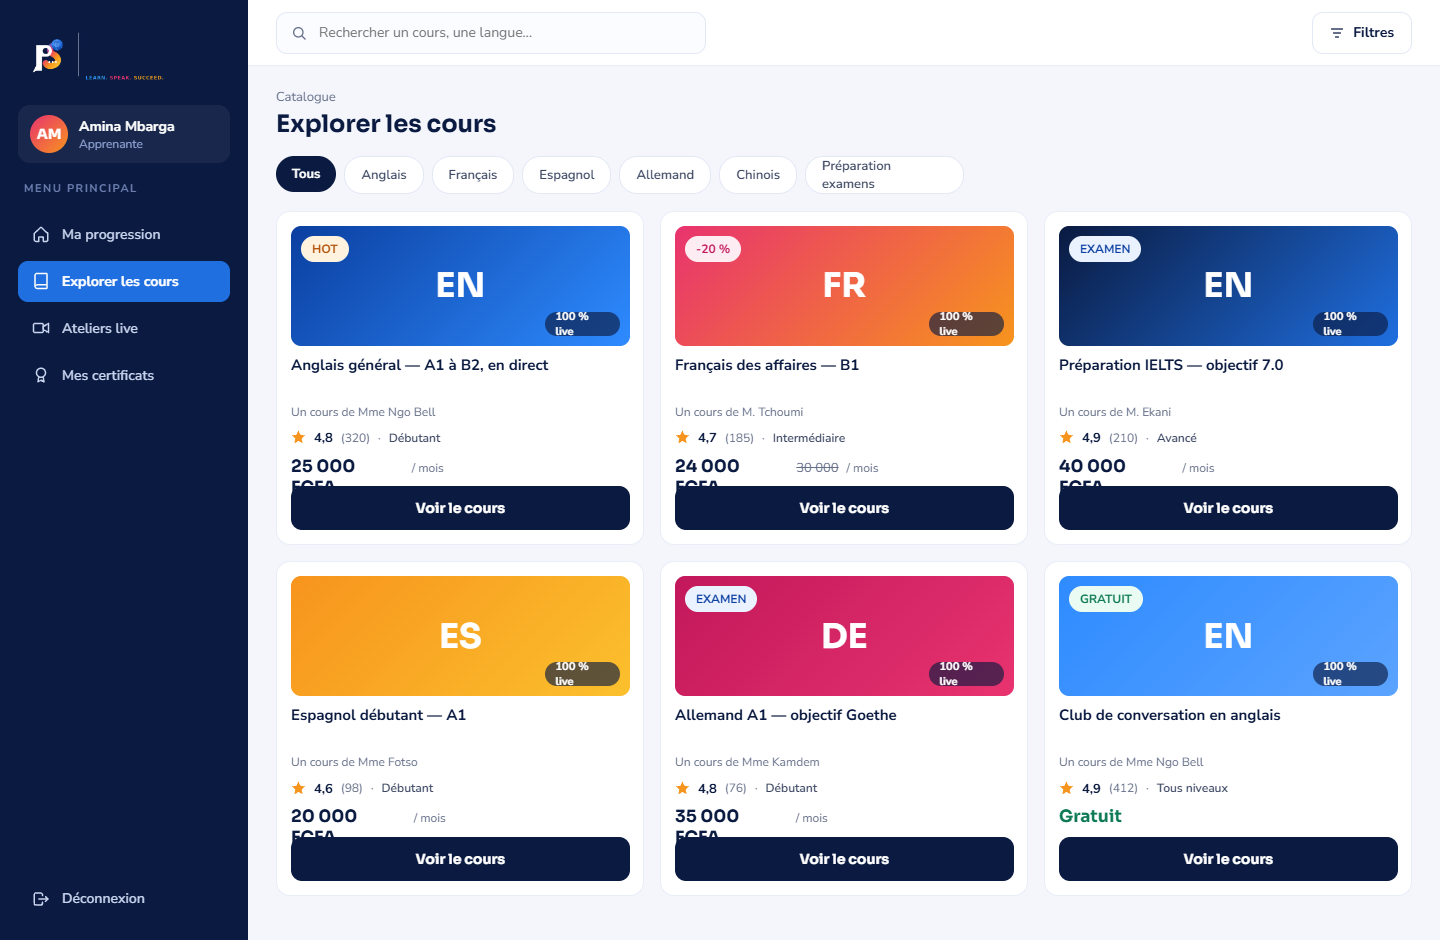 LEARN. SPEAK. SUCCEED.
AM
Amina Mbarga
Apprenante
MENU PRINCIPAL
Ma progression
Explorer les cours
Ateliers live
Mes certificats
Déconnexion
Rechercher un cours, une langue...
Filtres
Catalogue
Explorer les cours
Tous
Anglais
Français
Espagnol
Allemand
Chinois
Préparation
examens
HOT
EN
100 %
live
Anglais général — A1 à B2, en direct
Un cours de Mme Ngo Bell
4,8 (320) · Débutant
25 000 / mois
FCFA
Voir le cours
-20 %
FR
100 %
live
Français des affaires — B1
Un cours de M. Tchoumi
4,7 (185) · Intermédiaire
24 000 30 000 / mois
FCFA
Voir le cours
EXAMEN
EN
100 %
live
Préparation IELTS — objectif 7.0
Un cours de M. Ekani
4,9 (210) · Avancé
40 000 / mois
FCFA
Voir le cours
ES
100 %
live
Espagnol débutant — A1
Un cours de Mme Fotso
4,6 (98) · Débutant
20 000 / mois
FCFA
Voir le cours
EXAMEN
DE
100 %
live
Allemand A1 — objectif Goethe
Un cours de Mme Kamdem
4,8 (76) · Débutant
35 000 / mois
FCFA
Voir le cours
GRATUIT
EN
100 %
live
Club de conversation en anglais
Un cours de Mme Ngo Bell
4,9 (412) · Tous niveaux
Gratuit
Voir le cours